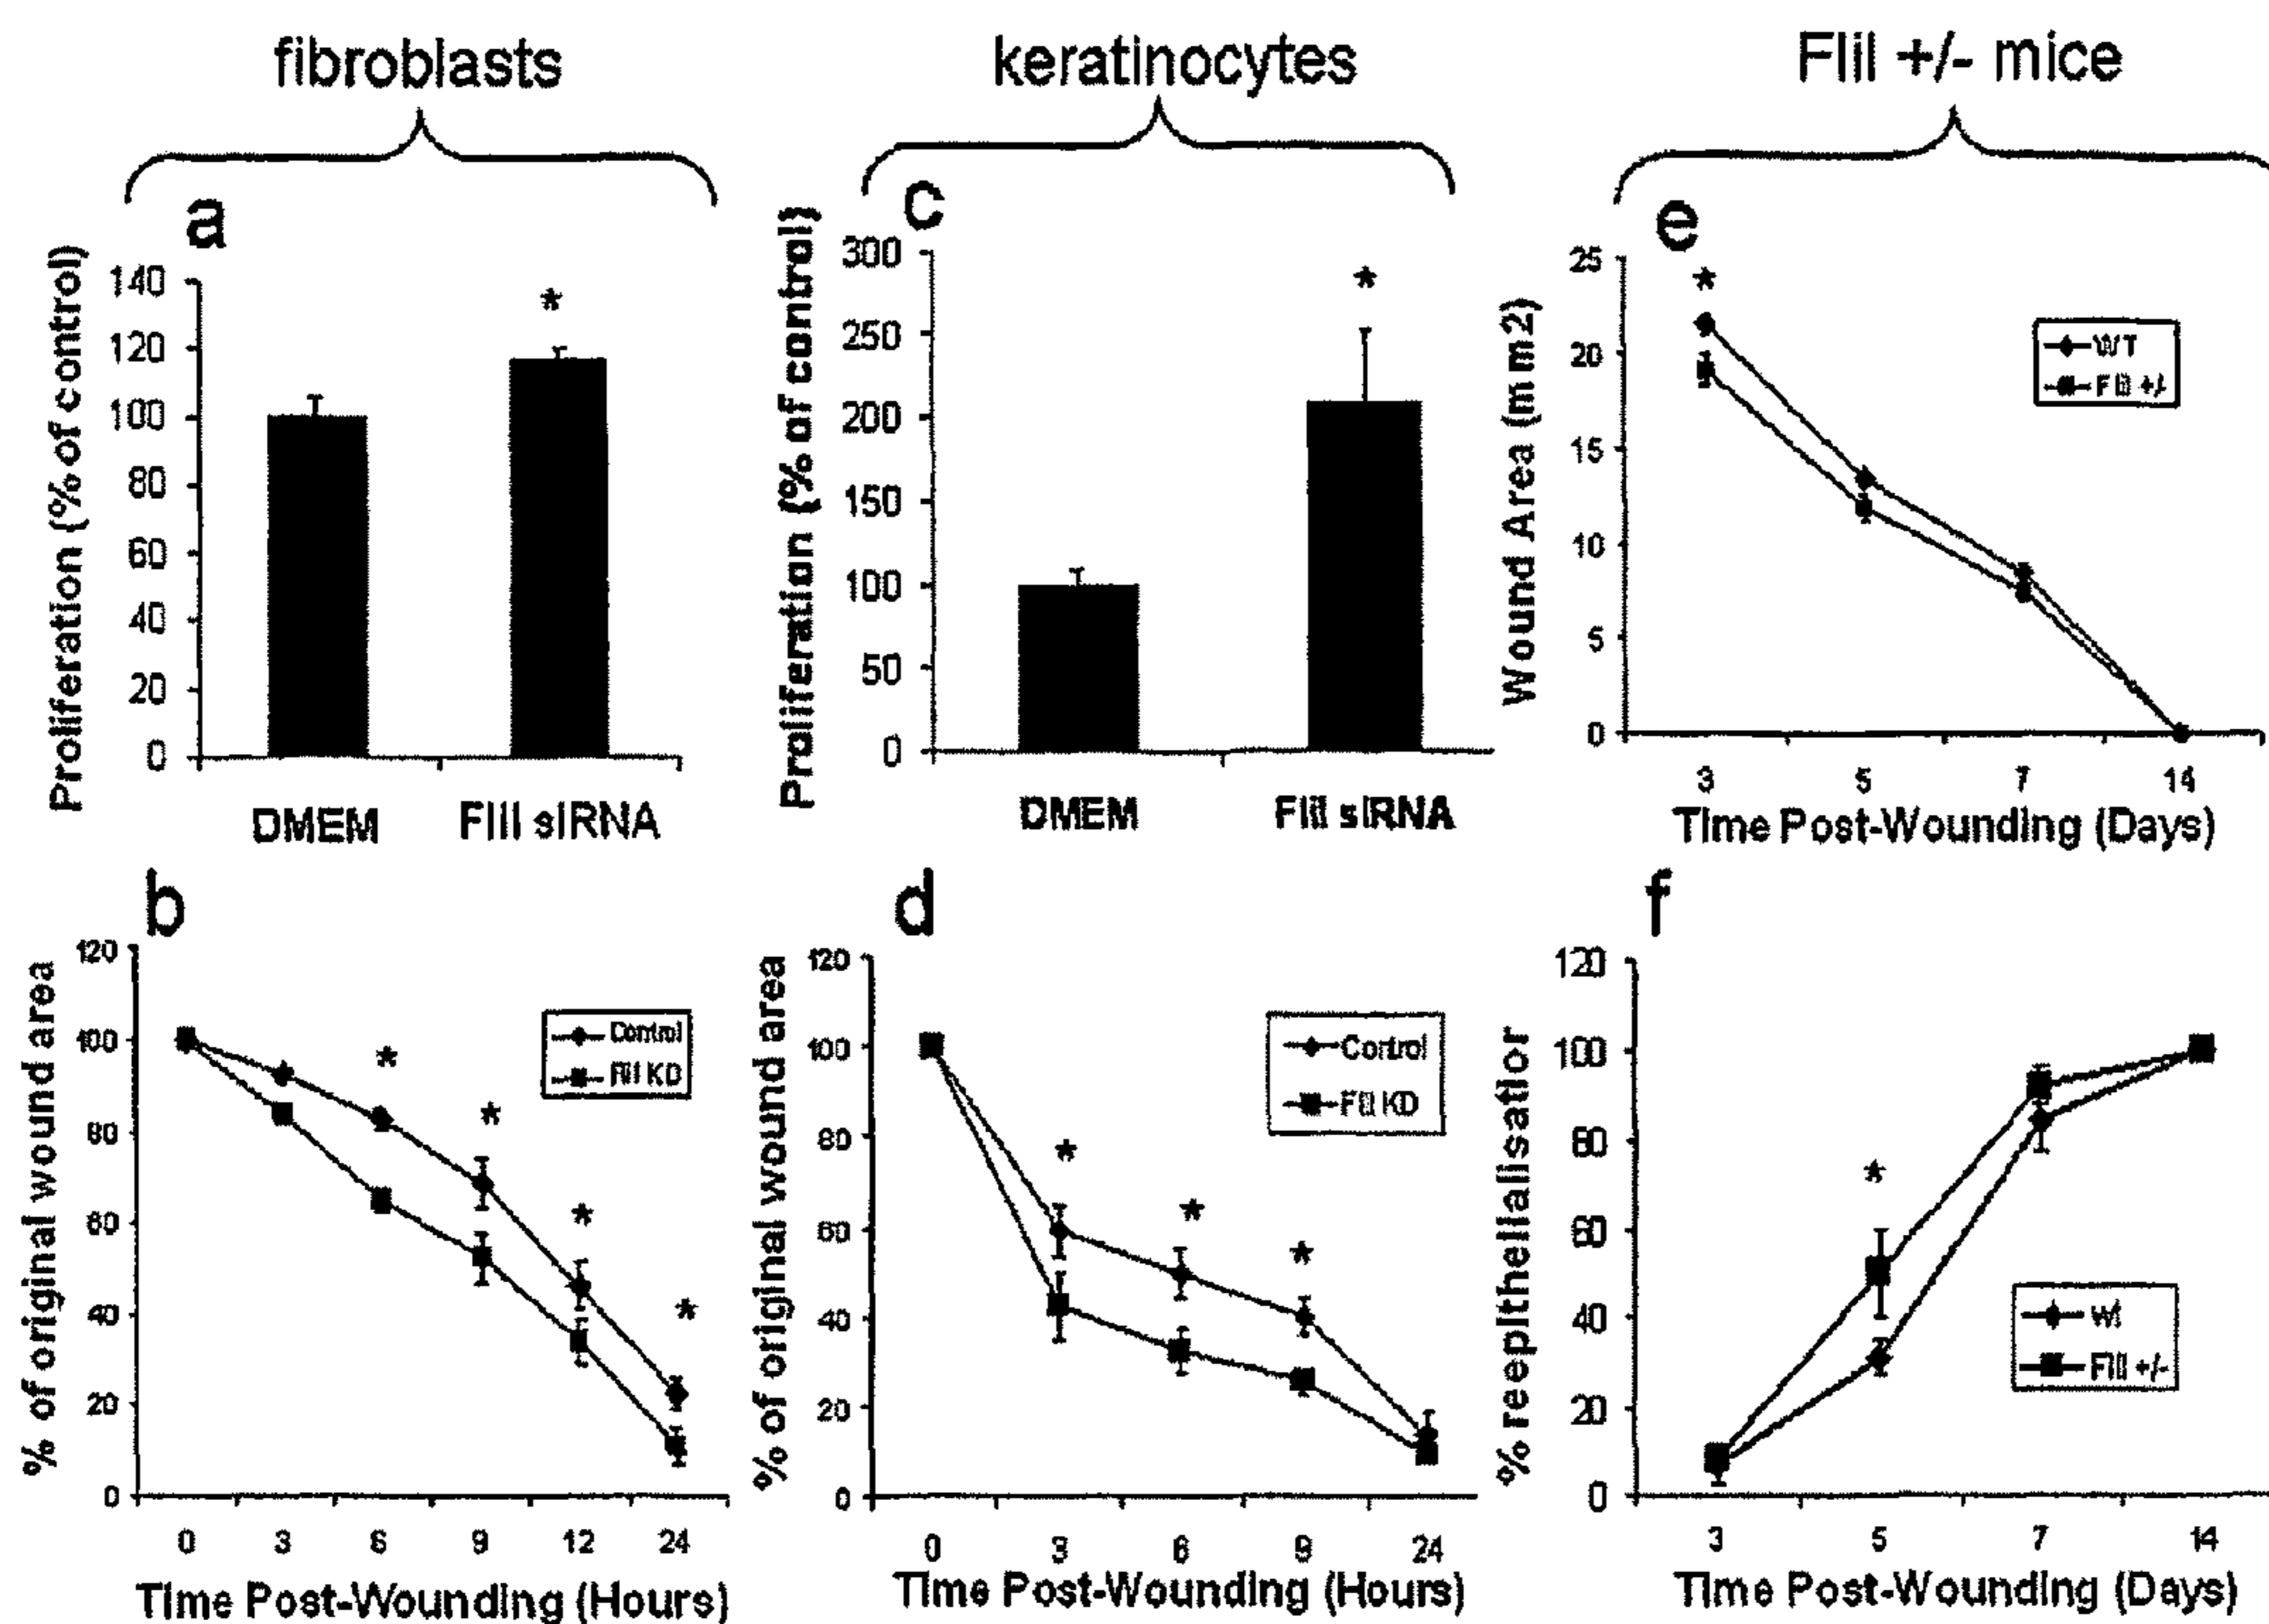 fibroblasts
keratinocytes
Flil +/- mice
a
Proliferation (% of control)
140
120
100
80
60
40
20
0
DMEM
FlII siRNA
*
c
Proliferation (% of control)
300
250
200
150
100
50
0
DMEM
Flil siRNA
*
e
Wound Area (mm2)
25
20
15
10
5
0
3
5
7
14
Time Post-Wounding (Days)
*
WT
Flil +/-
b
% of original wound area
120
100
80
60
40
20
0
0
3
6
9
12
24
Time Post-Wounding (Hours)
*
*
*
*
Control
FliI KD
d
% of original wound area
120
100
80
60
40
20
0
0
3
6
9
24
Time Post-Wounding (Hours)
*
*
*
Control
FliI KD
f
% reepithelialisation
120
100
80
60
40
20
0
3
5
7
14
Time Post-Wounding (Days)
*
Wt
FliI +/-